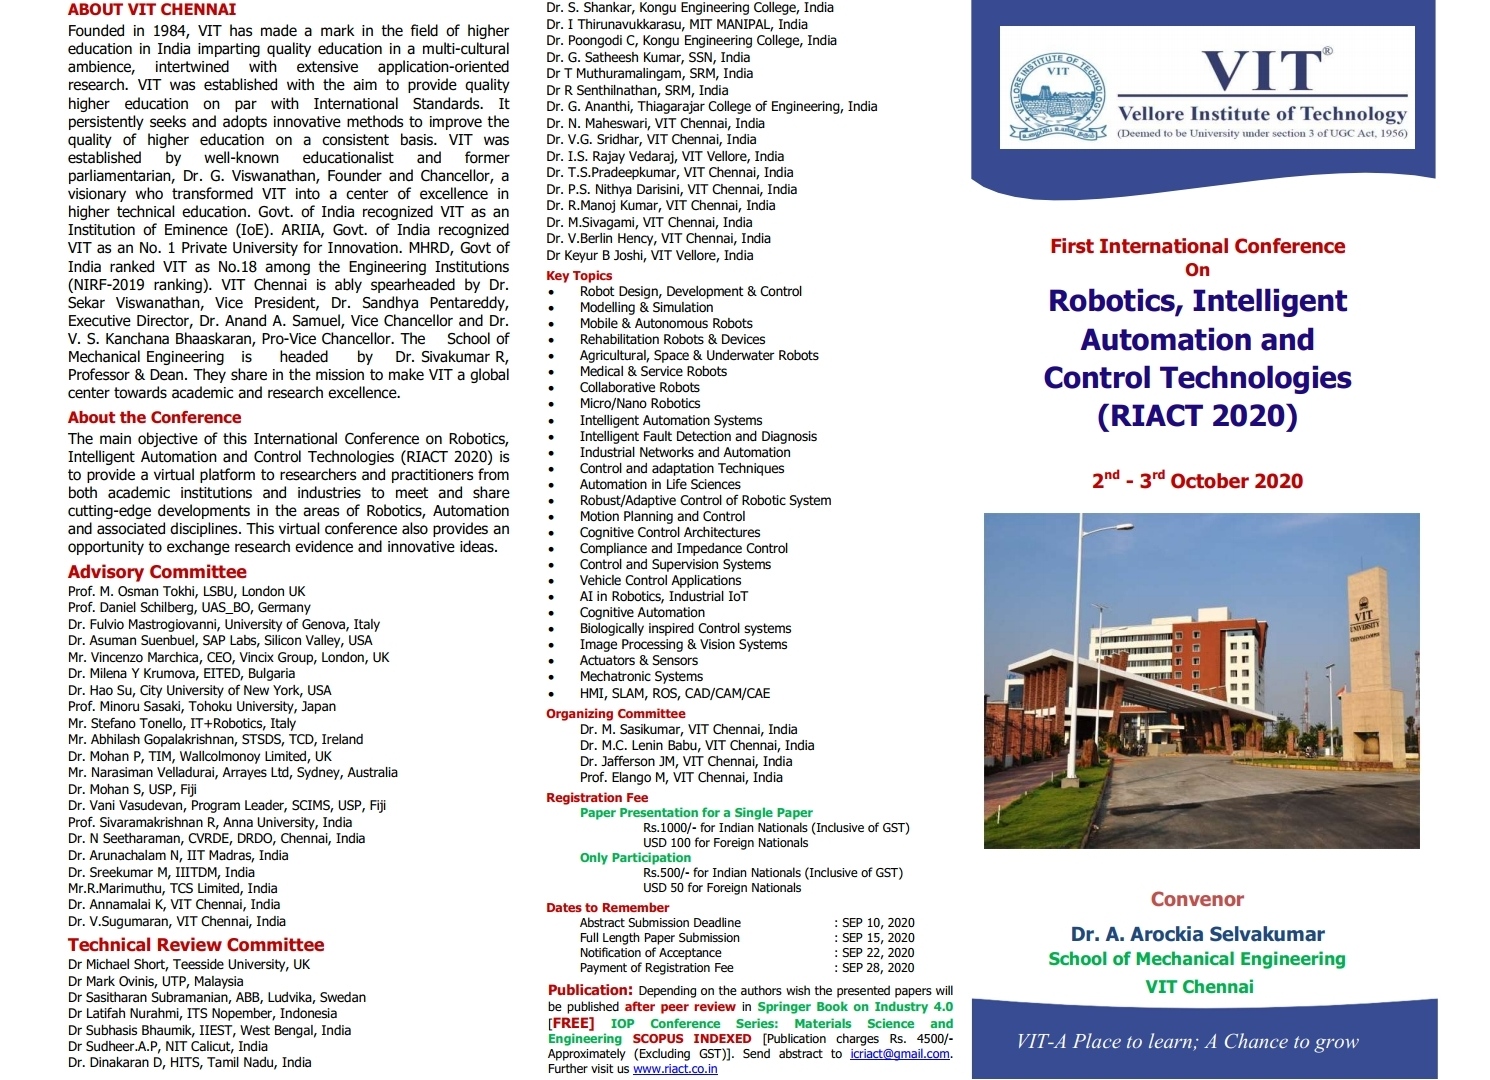 ABOUT VIT CHENNAI
Founded in 1984, VIT has made a mark in the field of higher
education in India imparting quality education in a multi-cultural
ambience, intertwined with extensive application-oriented
research. VIT was established with the aim to provide quality
higher education on par with International Standards. It
persistently seeks and adopts innovative methods to improve the
quality of higher education on a consistent basis. VIT was
established by well-known educationalist and former
parliamentarian, Dr. G. Viswanathan, Founder and Chancellor, a
visionary who transformed VIT into a center of excellence in
higher technical education. Govt. of India recognized VIT as an
Institution of Eminence (IoE). ARIIA, Govt. of India recognized
VIT as an No. 1 Private University for Innovation. MHRD, Govt of
India ranked VIT as No.18 among the Engineering Institutions
(NIRF-2019 ranking). VIT Chennai is ably spearheaded by Dr.
Sekar Viswanathan, Vice President, Dr. Sandhya Pentareddy,
Executive Director, Dr. Anand A. Samuel, Vice Chancellor and Dr.
V. S. Kanchana Bhaaskaran, Pro-Vice Chancellor. The School of
Mechanical Engineering is headed by Dr. Sivakumar R,
Professor & Dean. They share in the mission to make VIT a global
center towards academic and research excellence.
About the Conference
The main objective of this International Conference on Robotics,
Intelligent Automation and Control Technologies (RIACT 2020) is
to provide a virtual platform to researchers and practitioners from
both academic institutions and industries to meet and share
cutting-edge developments in the areas of Robotics, Automation
and associated disciplines. This virtual conference also provides an
opportunity to exchange research evidence and innovative ideas.
Advisory Committee
Prof. M. Osman Tokhi, LSBU, London UK
Prof. Daniel Schilberg, UAS_BO, Germany
Dr. Fulvio Mastrogiovanni, University of Genova, Italy
Dr. Asuman Suenbuel, SAP Labs, Silicon Valley, USA
Mr. Vincenzo Marchica, CEO, Vincix Group, London, UK
Dr. Milena Y Krumova, EITED, Bulgaria
Dr. Hao Su, City University of New York, USA
Prof. Minoru Sasaki, Tohoku University, Japan
Mr. Stefano Tonello, IT+Robotics, Italy
Mr. Abhilash Gopalakrishnan, STSDS, TCD, Ireland
Dr. Mohan P, TIM, Wallcolmonoy Limited, UK
Mr. Narasiman Velladurai, Arrayes Ltd, Sydney, Australia
Dr. Mohan S, USP, Fiji
Dr. Vani Vasudevan, Program Leader, SCIMS, USP, Fiji
Prof. Sivaramakrishnan R, Anna University, India
Dr. N Seetharaman, CVRDE, DRDO, Chennai, India
Dr. Arunachalam N, IIT Madras, India
Dr. Sreekumar M, IIITDM, India
Mr.R.Marimuthu, TCS Limited, India
Dr. Annamalai K, VIT Chennai, India
Dr. V.Sugumaran, VIT Chennai, India
Technical Review Committee
Dr Michael Short, Teesside University, UK
Dr Mark Ovinis, UTP, Malaysia
Dr Sasitharan Subramanian, ABB, Ludvika, Swedan
Dr Latifah Nurahmi, ITS Nopember, Indonesia
Dr Subhasis Bhaumik, IIEST, West Bengal, India
Dr Sudheer.A.P, NIT Calicut, India
Dr. Dinakaran D, HITS, Tamil Nadu, India
Dr. S. Shankar, Kongu Engineering College, India
Dr. I Thirunavukkarasu, MIT MANIPAL, India
Dr. Poongodi C, Kongu Engineering College, India
Dr. G. Satheesh Kumar, SSN, India
Dr T Muthuramalingam, SRM, India
Dr R Senthilnathan, SRM, India
Dr. G. Ananthi, Thiagarajar College of Engineering, India
Dr. N. Maheswari, VIT Chennai, India
Dr. V.G. Sridhar, VIT Chennai, India
Dr. I.S. Rajay Vedaraj, VIT Vellore, India
Dr. T.S.Pradeepkumar, VIT Chennai, India
Dr. P.S. Nithya Darisini, VIT Chennai, India
Dr. R.Manoj Kumar, VIT Chennai, India
Dr. M.Sivagami, VIT Chennai, India
Dr. V.Berlin Hency, VIT Chennai, India
Dr Keyur B Joshi, VIT Vellore, India
Key Topics
• Robot Design, Development & Control
• Modelling & Simulation
• Mobile & Autonomous Robots
• Rehabilitation Robots & Devices
• Agricultural, Space & Underwater Robots
• Medical & Service Robots
• Collaborative Robots
• Micro/Nano Robotics
• Intelligent Automation Systems
• Intelligent Fault Detection and Diagnosis
• Industrial Networks and Automation
• Control and adaptation Techniques
• Automation in Life Sciences
• Robust/Adaptive Control of Robotic System
• Motion Planning and Control
• Cognitive Control Architectures
• Compliance and Impedance Control
• Control and Supervision Systems
• Vehicle Control Applications
• AI in Robotics, Industrial IoT
• Cognitive Automation
• Biologically inspired Control systems
• Image Processing & Vision Systems
• Actuators & Sensors
• Mechatronic Systems
• HMI, SLAM, ROS, CAD/CAM/CAE
Organizing Committee
Dr. M. Sasikumar, VIT Chennai, India
Dr. M.C. Lenin Babu, VIT Chennai, India
Dr. Jafferson JM, VIT Chennai, India
Prof. Elango M, VIT Chennai, India
Registration Fee
Paper Presentation for a Single Paper
Rs.1000/- for Indian Nationals (Inclusive of GST)
USD 100 for Foreign Nationals
Only Participation
Rs.500/- for Indian Nationals (Inclusive of GST)
USD 50 for Foreign Nationals
Dates to Remember
Abstract Submission Deadline : SEP 10, 2020
Full Length Paper Submission : SEP 15, 2020
Notification of Acceptance : SEP 22, 2020
Payment of Registration Fee : SEP 28, 2020
Publication: Depending on the authors wish the presented papers will
be published after peer review in Springer Book on Industry 4.0
[FREE] IOP Conference Series: Materials Science and
Engineering SCOPUS INDEXED [Publication charges Rs. 4500/-
Approximately (Excluding GST)]. Send abstract to icriact@gmail.com.
Further visit us www.riact.co.in
VELLORE INSTITUTE OF TECHNOLOGY
VIT
VIT®
Vellore Institute of Technology
(Deemed to be University under section 3 of UGC Act, 1956)
First International Conference
On
Robotics, Intelligent
Automation and
Control Technologies
(RIACT 2020)
2nd - 3rd October 2020
VIT
UNIVERSITY
CHENNAI CAMPUS
Convenor
Dr. A. Arockia Selvakumar
School of Mechanical Engineering
VIT Chennai
VIT-A Place to learn; A Chance to grow